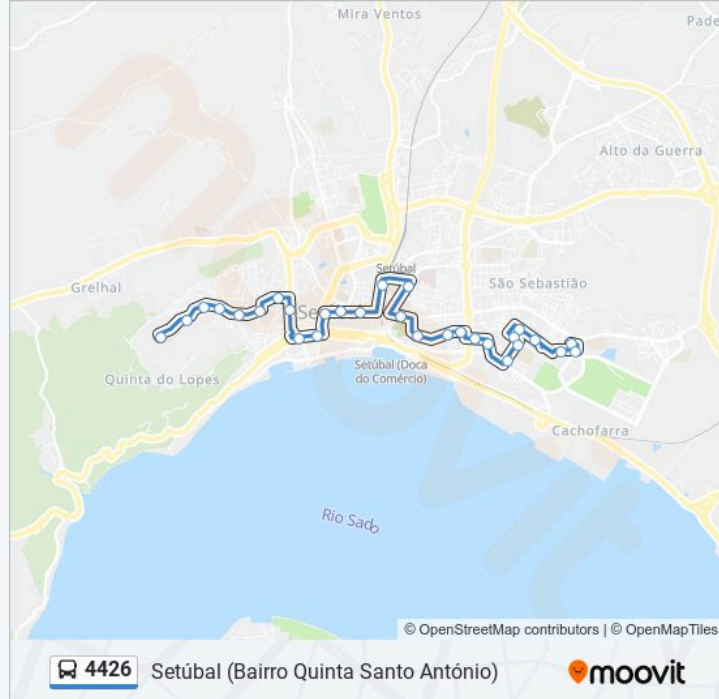 Mira Ventos
Pade
Alto da Guerra
Setúbal
São Sebastião
Grelhal
Se
Setúbal (Doca
do Comércio)
Quinta do Lopes
Cachofarra
Rio Sado
moovit
© OpenStreetMap contributors | © OpenMapTiles
4426 Setúbal (Bairro Quinta Santo António) moovit